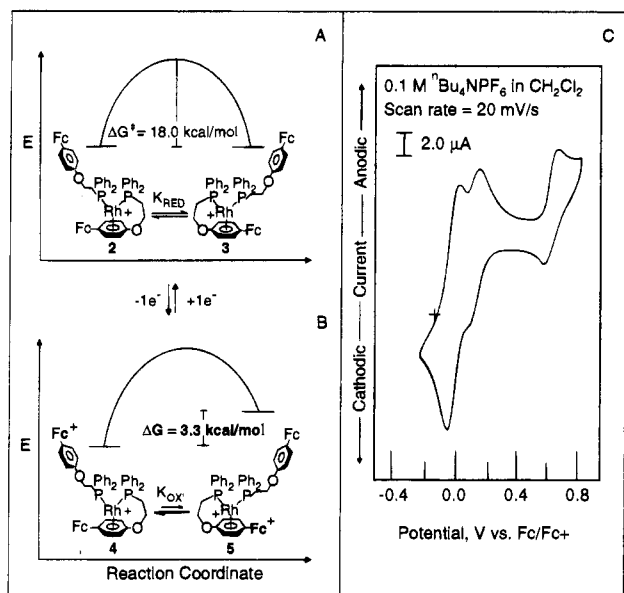 A
E
ΔG‡ = 18.0 kcal/mol
Fc
Fc
O
O
Ph2 Ph2
Ph2 Ph2
P P
P P
Rh+
+Rh
KRED
Fc
O
O
Fc
2
3
-1e-
+1e-
B
E
ΔG = 3.3 kcal/mol
Fc+
Fc
O
O
Ph2 Ph2
Ph2 Ph2
P P
P P
Rh+
+Rh
KOX'
Fc
O
O
Fc+
4
5
Reaction Coordinate
C
0.1 M nBu4NPF6 in CH2Cl2
Scan rate = 20 mV/s
2.0 μA
Anodic
Current
Cathodic
-0.4 0.0 0.4 0.8
Potential, V vs. Fc/Fc+